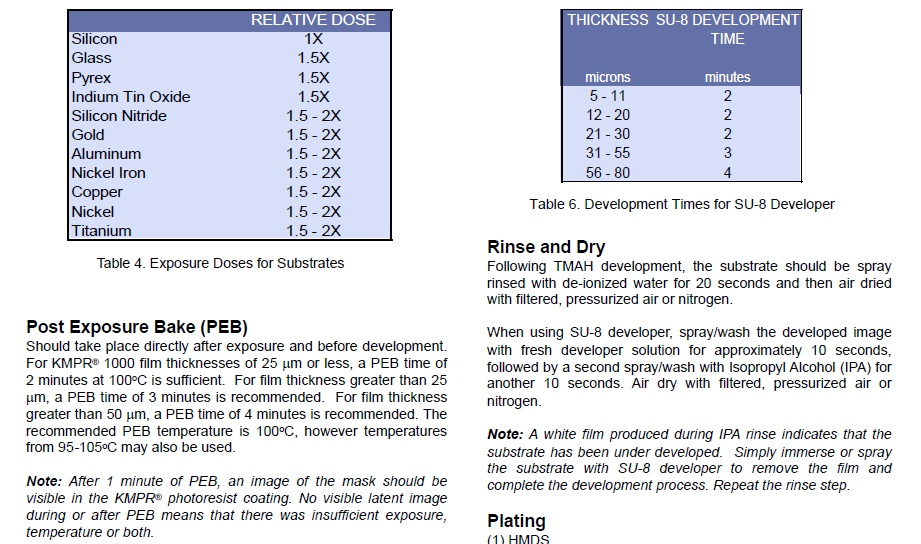 RELATIVE DOSE
Silicon 1X
Glass 1.5X
Pyrex 1.5X
Indium Tin Oxide 1.5X
Silicon Nitride 1.5 - 2X
Gold 1.5 - 2X
Aluminum 1.5 - 2X
Nickel Iron 1.5 - 2X
Copper 1.5 - 2X
Nickel 1.5 - 2X
Titanium 1.5 - 2X
Table 4. Exposure Doses for Substrates
Post Exposure Bake (PEB)
Should take place directly after exposure and before development.
For KMPR® 1000 film thicknesses of 25 µm or less, a PEB time of
2 minutes at 100ºC is sufficient. For film thickness greater than 25
µm, a PEB time of 3 minutes is recommended. For film thickness
greater than 50 µm, a PEB time of 4 minutes is recommended. The
recommended PEB temperature is 100ºC, however temperatures
from 95-105ºC may also be used.
Note: After 1 minute of PEB, an image of the mask should be
visible in the KMPR® photoresist coating. No visible latent image
during or after PEB means that there was insufficient exposure,
temperature or both.
THICKNESS SU-8 DEVELOPMENT
TIME
microns minutes
5 - 11 2
12 - 20 2
21 - 30 2
31 - 55 3
56 - 80 4
Table 6. Development Times for SU-8 Developer
Rinse and Dry
Following TMAH development, the substrate should be spray
rinsed with de-ionized water for 20 seconds and then air dried
with filtered, pressurized air or nitrogen.
When using SU-8 developer, spray/wash the developed image
with fresh developer solution for approximately 10 seconds,
followed by a second spray/wash with Isopropyl Alcohol (IPA) for
another 10 seconds. Air dry with filtered, pressurized air or
nitrogen.
Note: A white film produced during IPA rinse indicates that the
substrate has been under developed. Simply immerse or spray
the substrate with SU-8 developer to remove the film and
complete the development process. Repeat the rinse step.
Plating
(1) HMDS